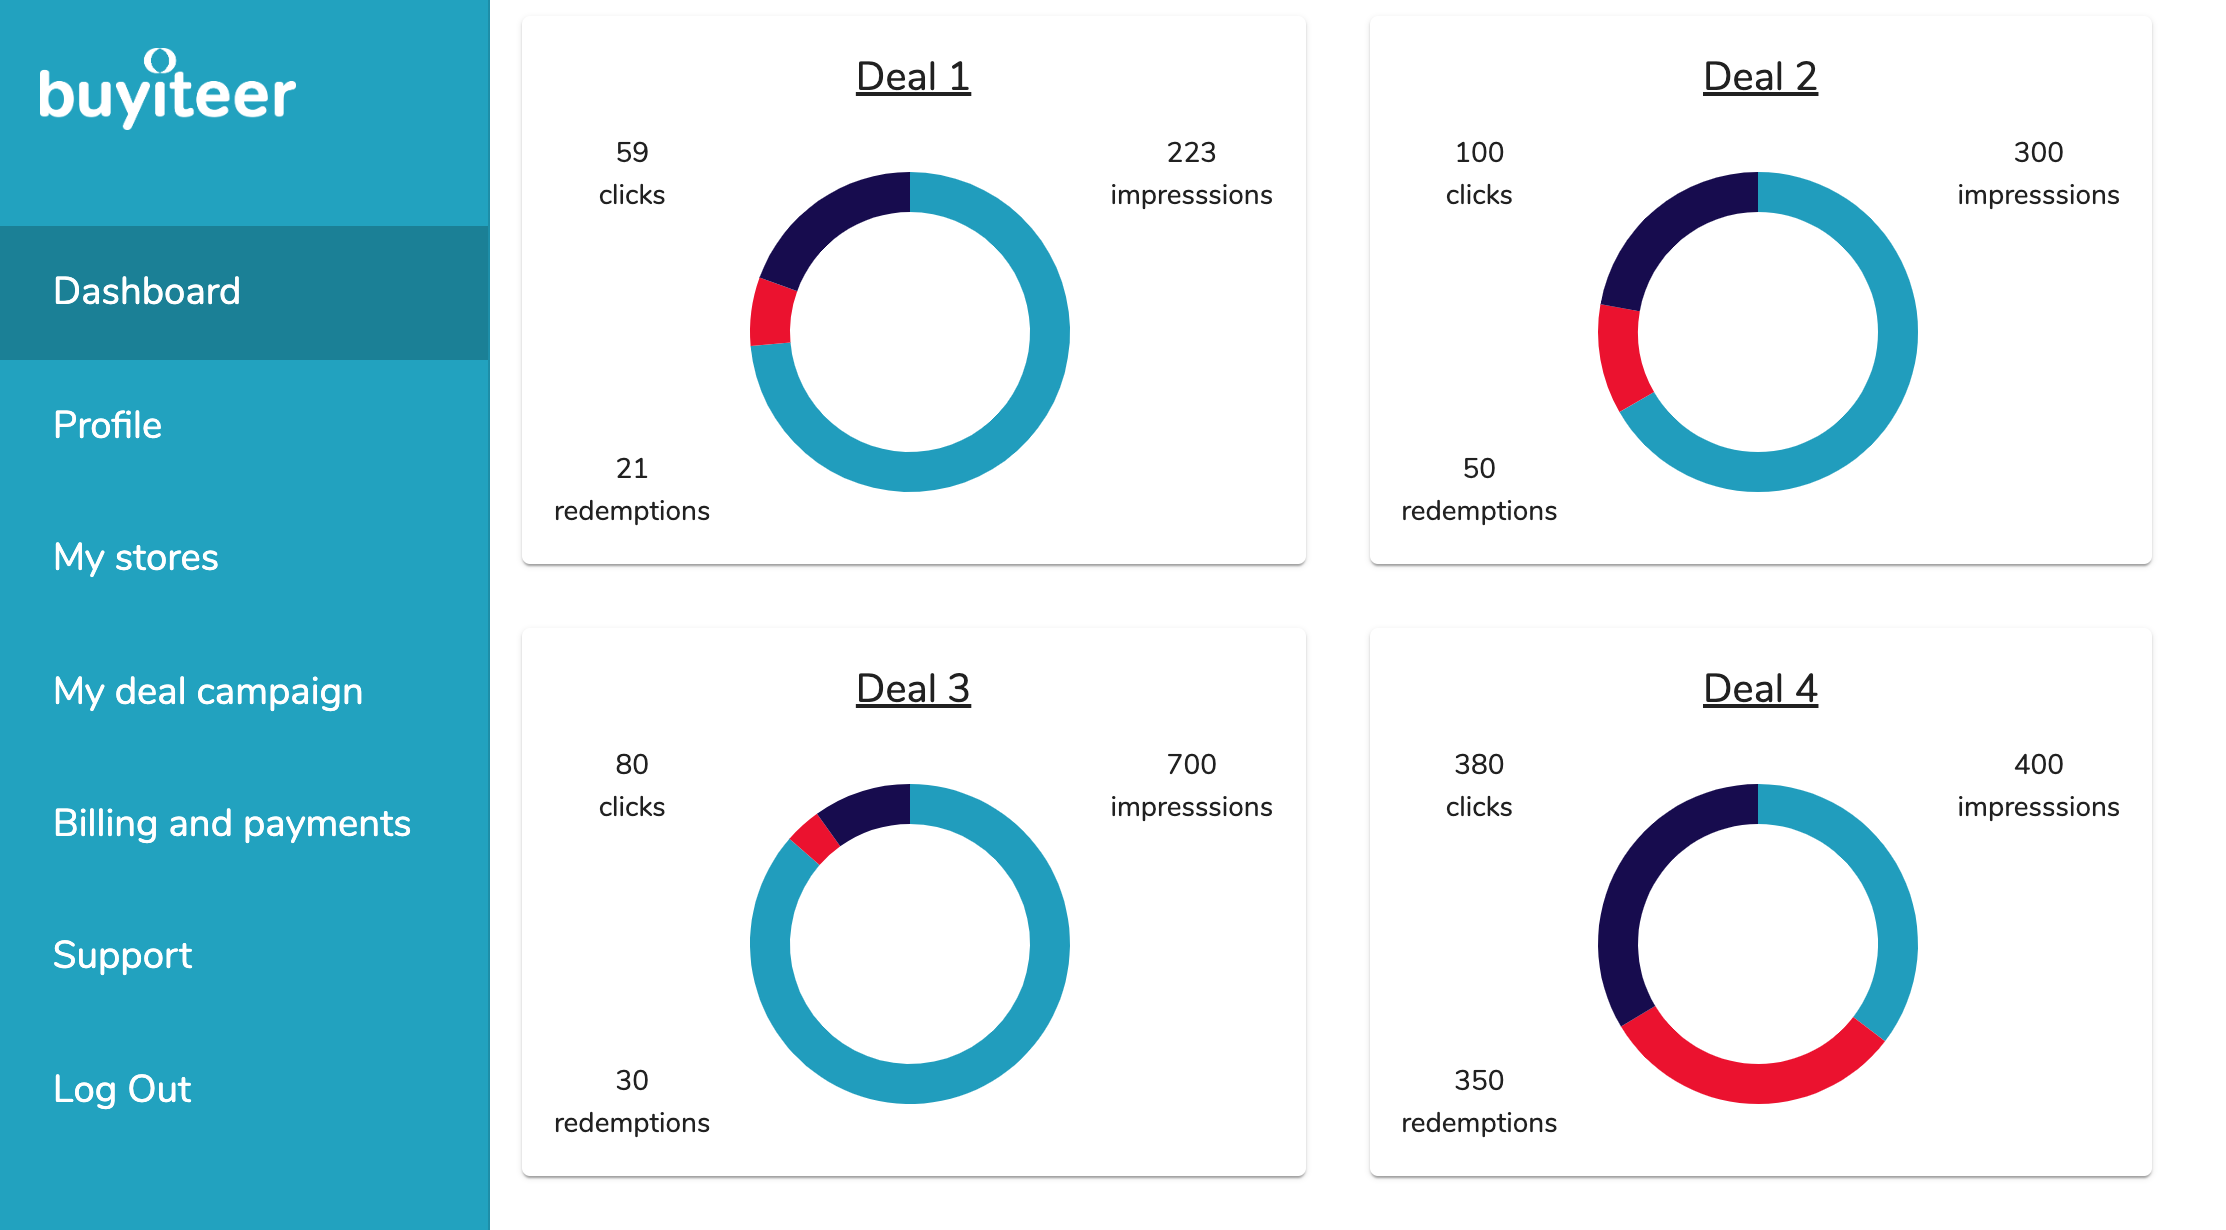 buyiteer
Dashboard
Profile
My stores
My deal campaign
Billing and payments
Support
Log Out
Deal 1
59
clicks
223
impresssions
21
redemptions
Deal 2
100
clicks
300
impresssions
50
redemptions
Deal 3
80
clicks
700
impresssions
30
redemptions
Deal 4
380
clicks
400
impresssions
350
redemptions